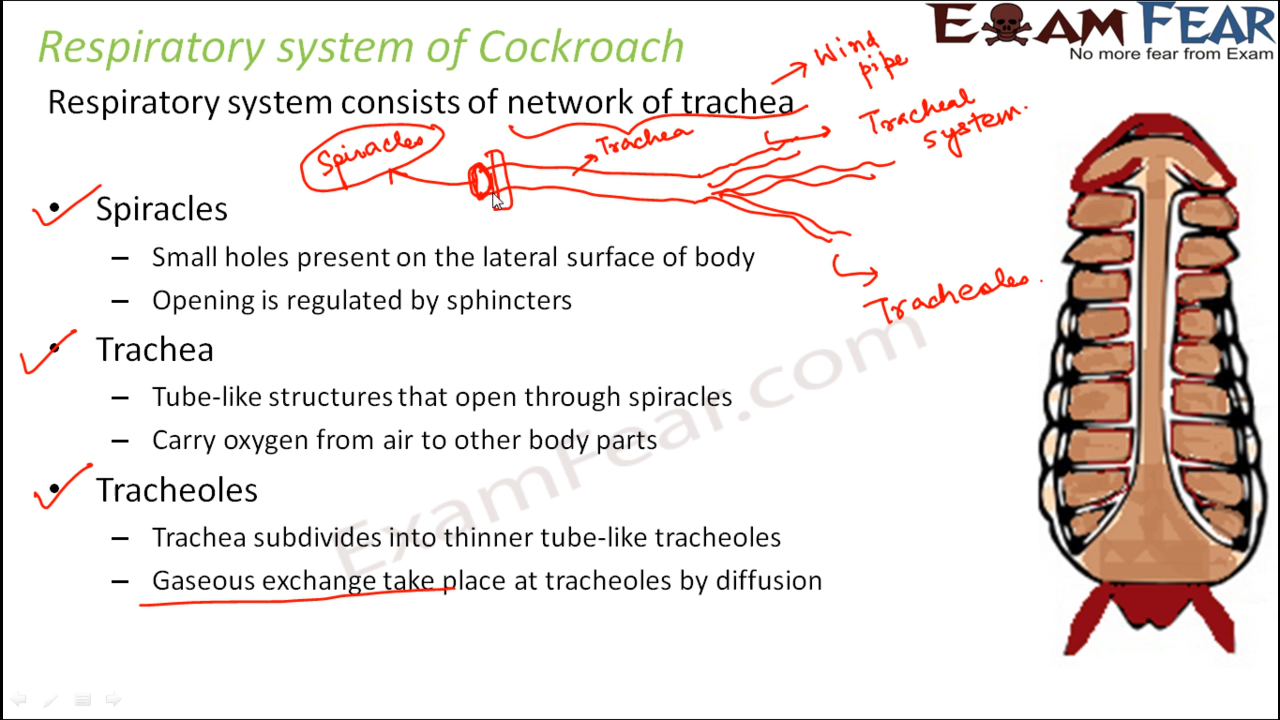 Respiratory system of Cockroach
EXAM FEAR
No more fear from Exam
Respiratory system consists of network of trachea
Wind
pipe
Tracheal
system.
Trachea
Spiracles
Tracheoles.
• Spiracles
– Small holes present on the lateral surface of body
– Opening is regulated by sphincters
• Trachea
– Tube-like structures that open through spiracles
– Carry oxygen from air to other body parts
• Tracheoles
– Trachea subdivides into thinner tube-like tracheoles
– Gaseous exchange take place at tracheoles by diffusion
ExamFear.com